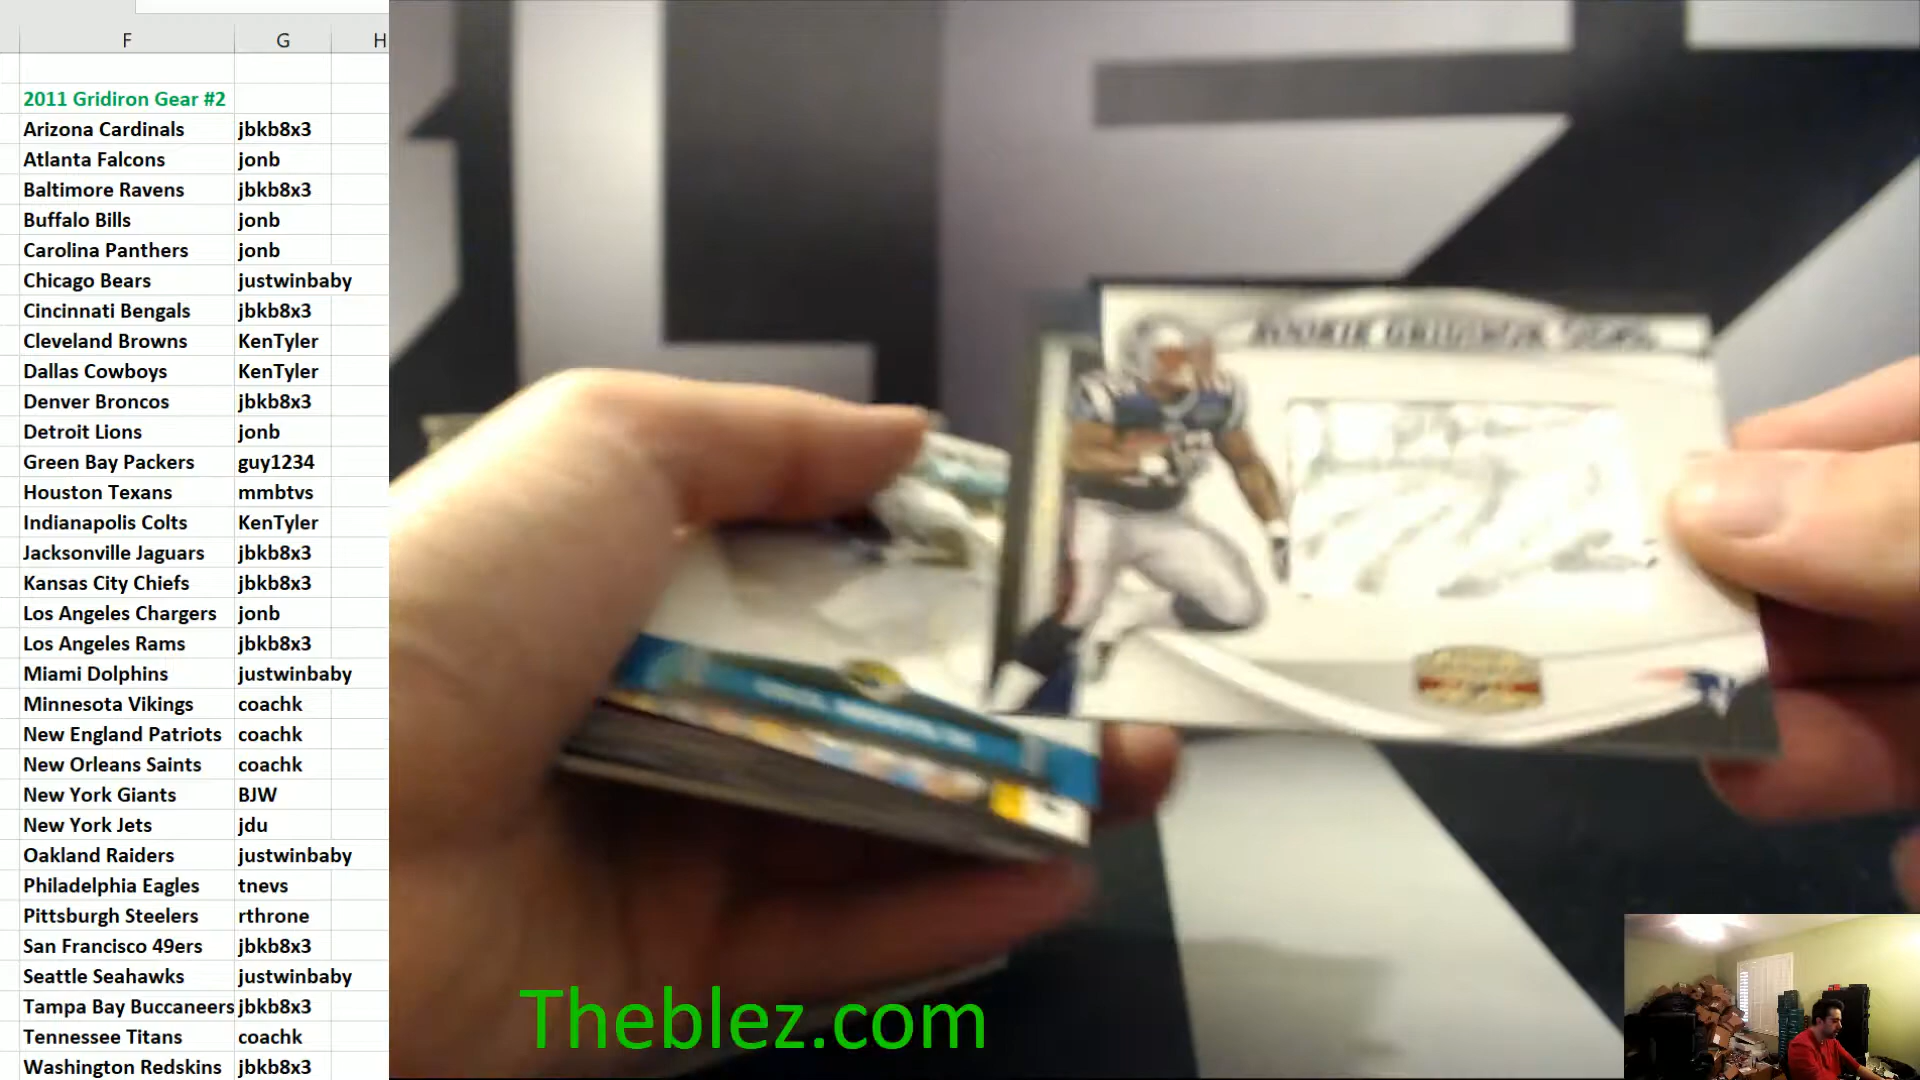 F G H
2011 Gridiron Gear #2
Arizona Cardinals jbkb8x3
Atlanta Falcons jonb
Baltimore Ravens jbkb8x3
Buffalo Bills jonb
Carolina Panthers jonb
Chicago Bears justwinbaby
Cincinnati Bengals jbkb8x3
Cleveland Browns KenTyler
Dallas Cowboys KenTyler
Denver Broncos jbkb8x3
Detroit Lions jonb
Green Bay Packers guy1234
Houston Texans mmbtvs
Indianapolis Colts KenTyler
Jacksonville Jaguars jbkb8x3
Kansas City Chiefs jbkb8x3
Los Angeles Chargers jonb
Los Angeles Rams jbkb8x3
Miami Dolphins justwinbaby
Minnesota Vikings coachk
New England Patriots coachk
New Orleans Saints coachk
New York Giants BJW
New York Jets jdu
Oakland Raiders justwinbaby
Philadelphia Eagles tnevs
Pittsburgh Steelers rthrone
San Francisco 49ers jbkb8x3
Seattle Seahawks justwinbaby
Tampa Bay Buccaneers jbkb8x3
Tennessee Titans coachk
Washington Redskins jbkb8x3
ROOKIE GRIDIRON
Theblez.com